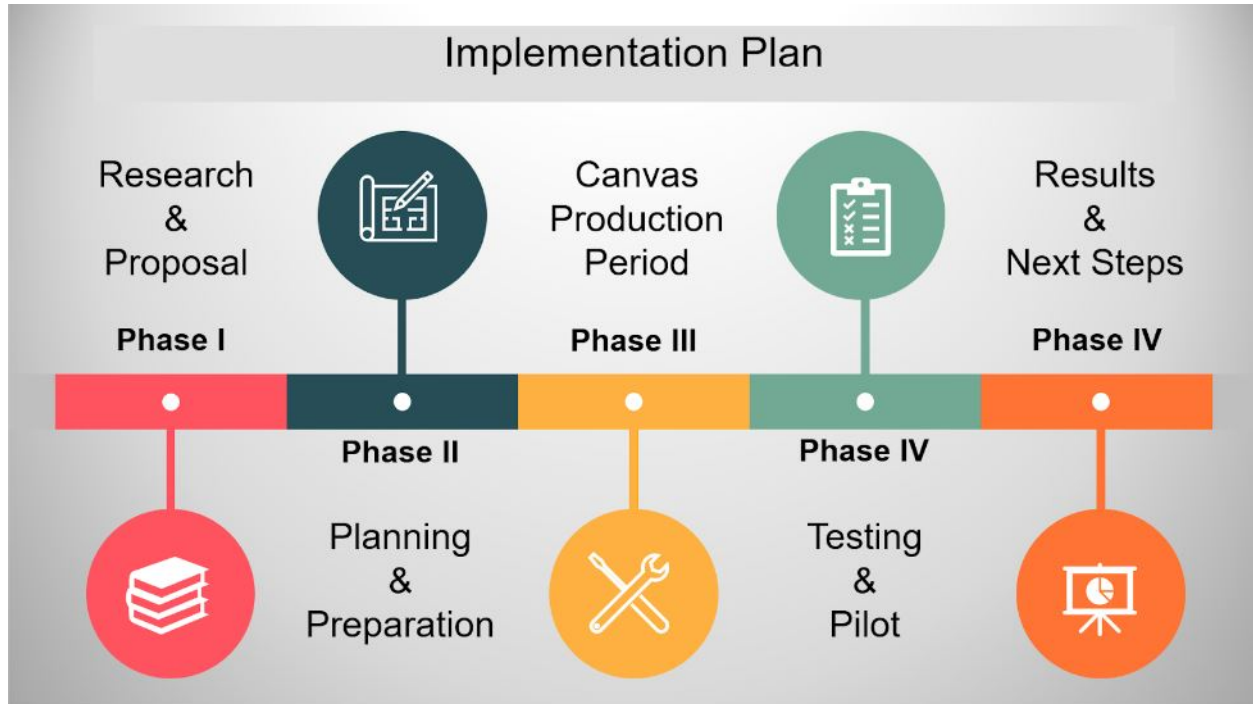 Implementation Plan
Research
&
Proposal
Phase I
Phase II
Planning
&
Preparation
Canvas
Production
Period
Phase III
Phase IV
Testing
&
Pilot
Results
&
Next Steps
Phase IV